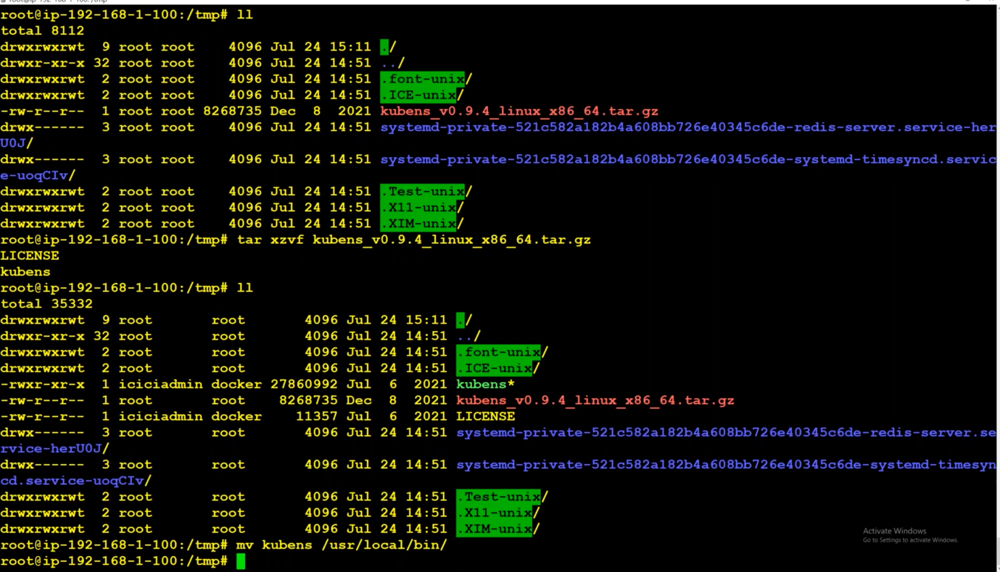 root@ip-192-168-1-100:/tmp# ll
total 8112
drwxrwxrwt  9 root root    4096 Jul 24 15:11 ./
drwxr-xr-x 32 root root    4096 Jul 24 14:51 ../
drwxrwxrwt  2 root root    4096 Jul 24 14:51 .font-unix/
drwxrwxrwt  2 root root    4096 Jul 24 14:51 .ICE-unix/
-rw-r--r--  1 root root 8268735 Dec  8  2021 kubens_v0.9.4_linux_x86_64.tar.gz
drwx------  3 root root    4096 Jul 24 14:51 systemd-private-521c582a182b4a608bb726e40345c6de-redis-server.service-her
U0J/
drwx------  3 root root    4096 Jul 24 14:51 systemd-private-521c582a182b4a608bb726e40345c6de-systemd-timesyncd.servic
e-uoqCIv/
drwxrwxrwt  2 root root    4096 Jul 24 14:51 .Test-unix/
drwxrwxrwt  2 root root    4096 Jul 24 14:51 .X11-unix/
drwxrwxrwt  2 root root    4096 Jul 24 14:51 .XIM-unix/
root@ip-192-168-1-100:/tmp# tar xzvf kubens_v0.9.4_linux_x86_64.tar.gz
LICENSE
kubens
root@ip-192-168-1-100:/tmp# ll
total 35332
drwxrwxrwt  9 root       root       4096 Jul 24 15:11 ./
drwxr-xr-x 32 root       root       4096 Jul 24 14:51 ../
drwxrwxrwt  2 root       root       4096 Jul 24 14:51 .font-unix/
drwxrwxrwt  2 root       root       4096 Jul 24 14:51 .ICE-unix/
-rwxr-xr-x  1 iciciadmin docker 27860992 Jul  6  2021 kubens*
-rw-r--r--  1 root       root    8268735 Dec  8  2021 kubens_v0.9.4_linux_x86_64.tar.gz
-rw-r--r--  1 iciciadmin docker    11357 Jul  6  2021 LICENSE
drwx------  3 root       root       4096 Jul 24 14:51 systemd-private-521c582a182b4a608bb726e40345c6de-redis-server.se
rvice-herU0J/
drwx------  3 root       root       4096 Jul 24 14:51 systemd-private-521c582a182b4a608bb726e40345c6de-systemd-timesyn
cd.service-uoqCIv/
drwxrwxrwt  2 root       root       4096 Jul 24 14:51 .Test-unix/
drwxrwxrwt  2 root       root       4096 Jul 24 14:51 .X11-unix/
drwxrwxrwt  2 root       root       4096 Jul 24 14:51 .XIM-unix/
root@ip-192-168-1-100:/tmp# mv kubens /usr/local/bin/
root@ip-192-168-1-100:/tmp#
Activate Windows
Go to Settings to activate Windows.